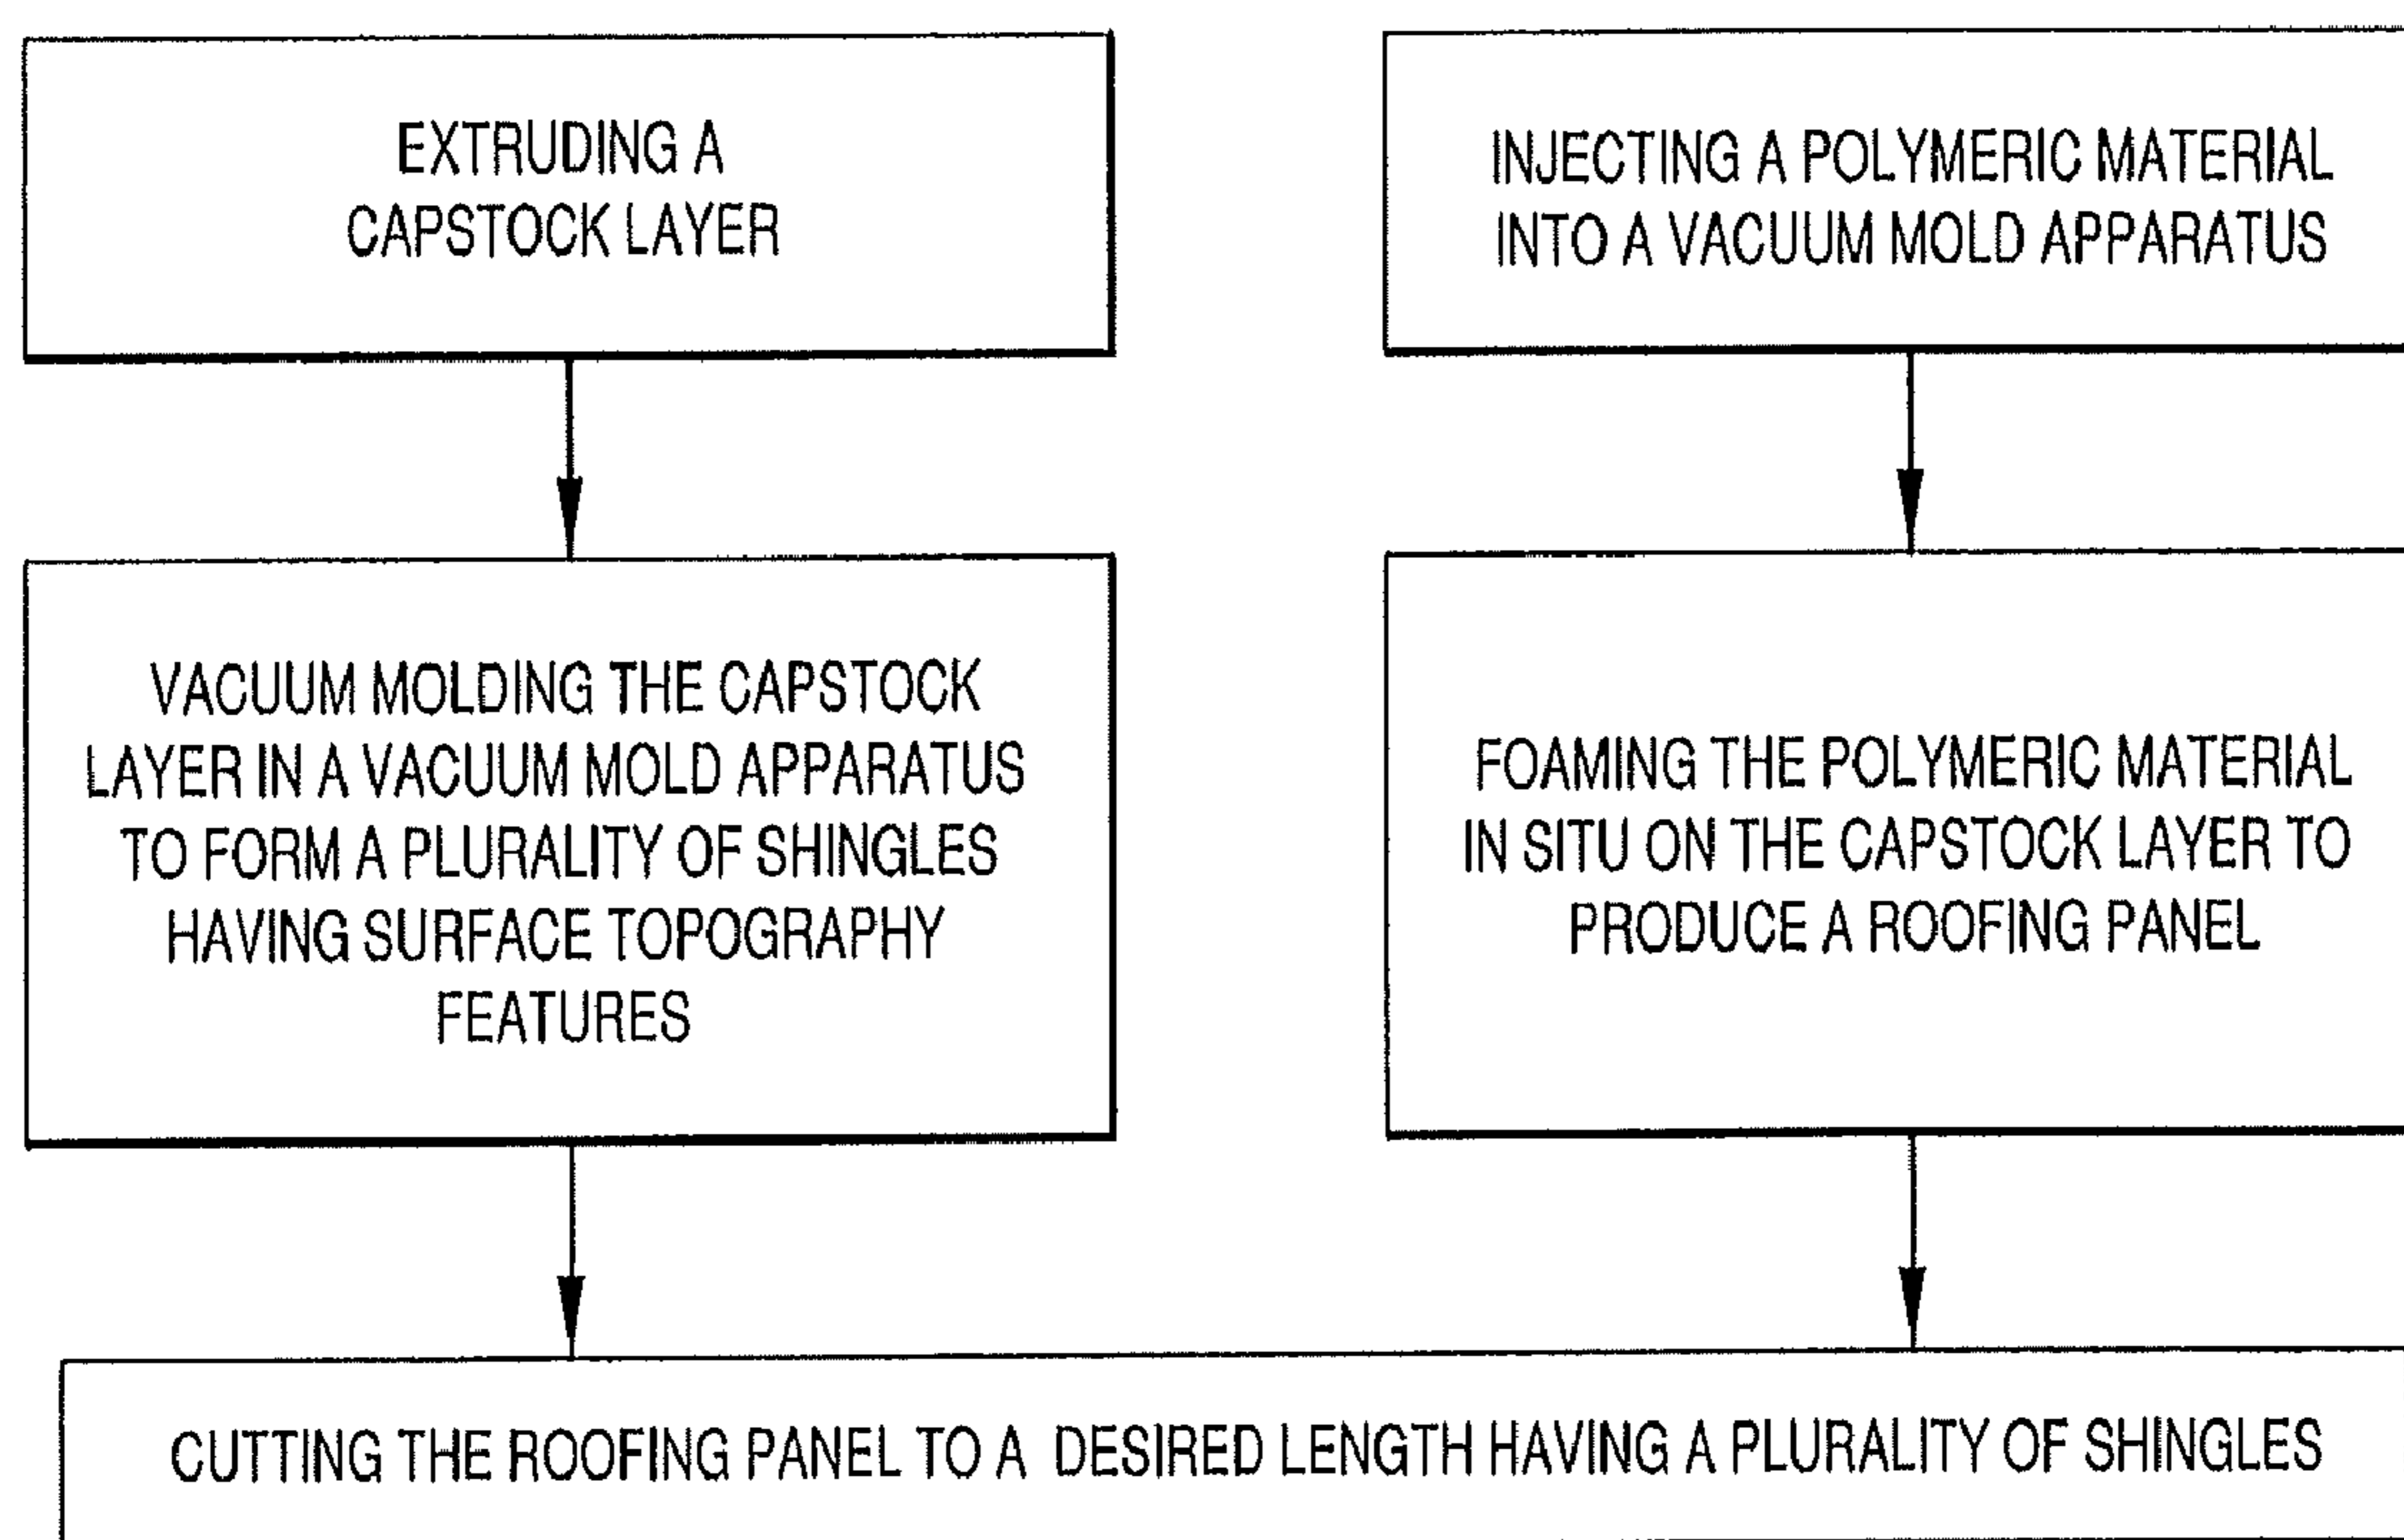 EXTRUDING A
CAPSTOCK LAYER
INJECTING A POLYMERIC MATERIAL
INTO A VACUUM MOLD APPARATUS
VACUUM MOLDING THE CAPSTOCK
LAYER IN A VACUUM MOLD APPARATUS
TO FORM A PLURALITY OF SHINGLES
HAVING SURFACE TOPOGRAPHY
FEATURES
FOAMING THE POLYMERIC MATERIAL
IN SITU ON THE CAPSTOCK LAYER TO
PRODUCE A ROOFING PANEL
CUTTING THE ROOFING PANEL TO A DESIRED LENGTH HAVING A PLURALITY OF SHINGLES